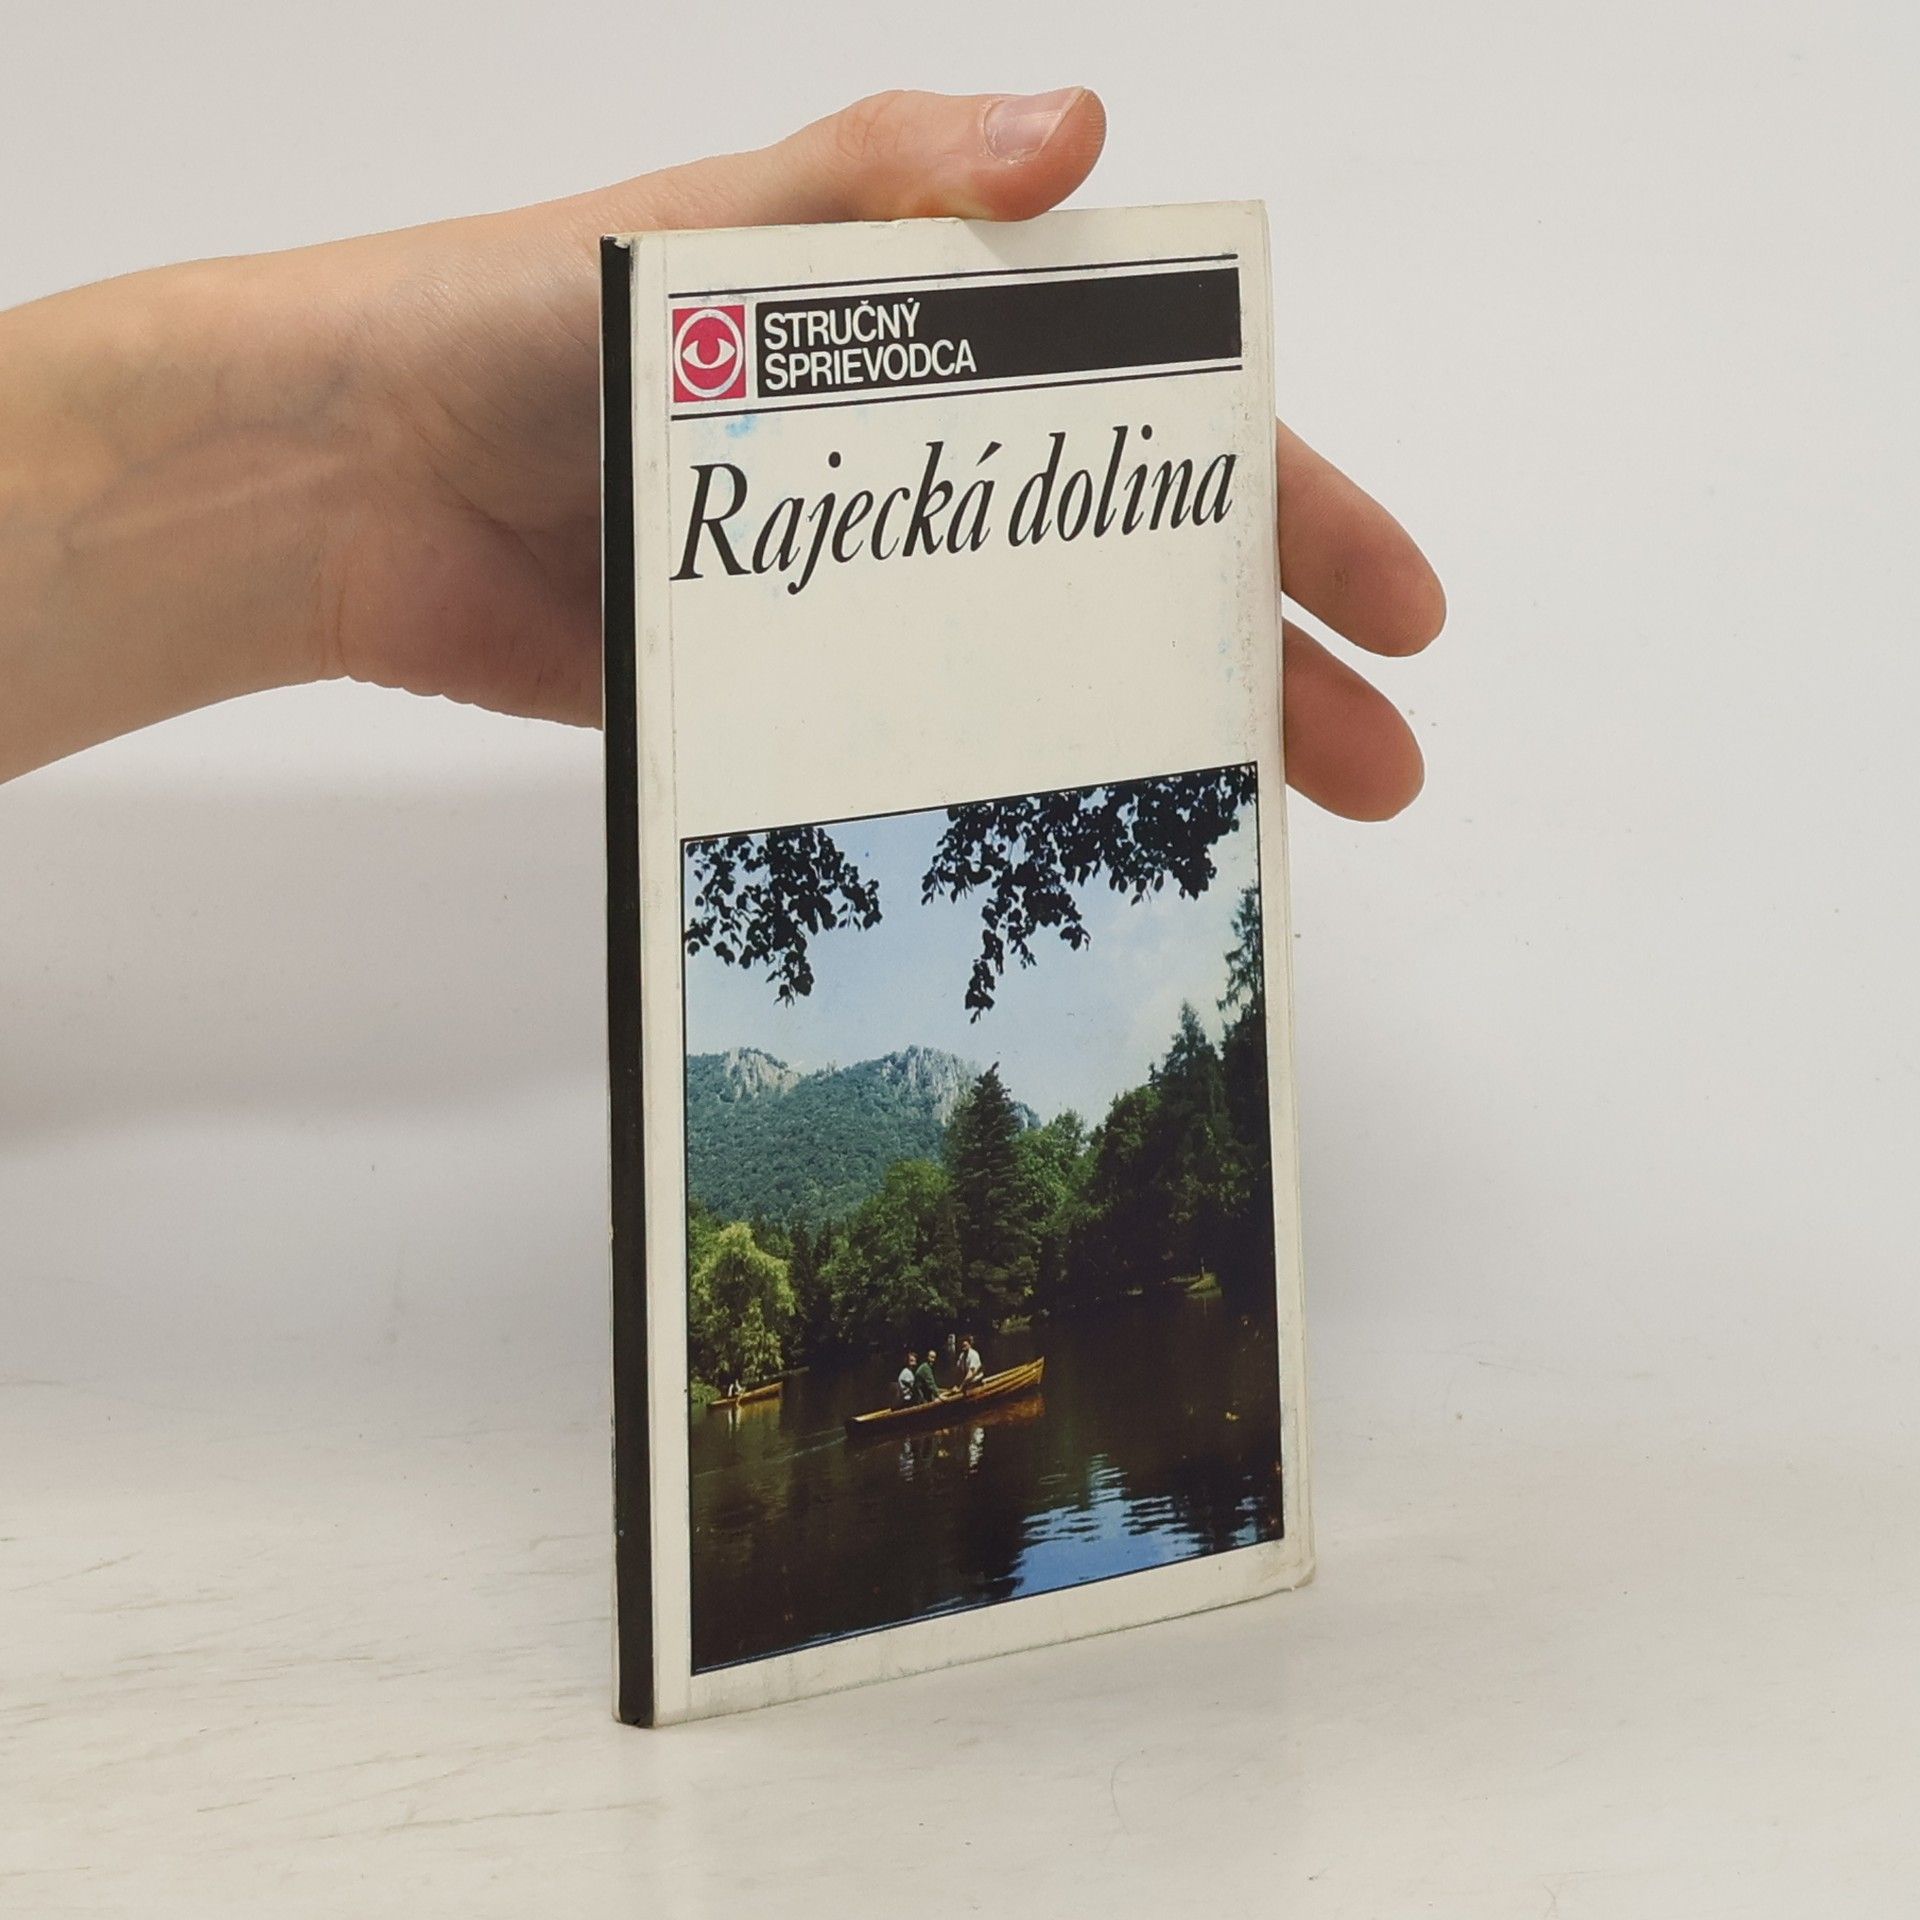 STRUČNÝ
SPRIEVODCA
Rajecká dolina